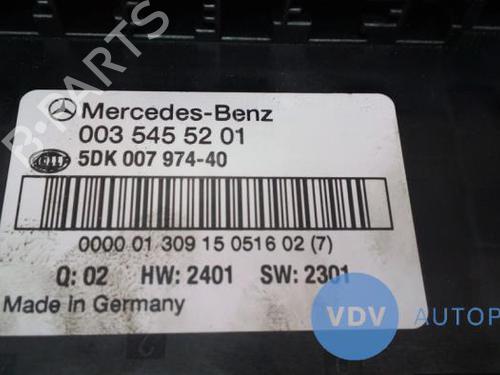 B-PARTS
Mercedes-Benz
003 545 52 01
HELLA 5DK 007 974-40
0000 01 309 15 0516 02 (7)
Q: 02 HW: 2401 SW: 2301
Made in Germany
VDV AUTOP